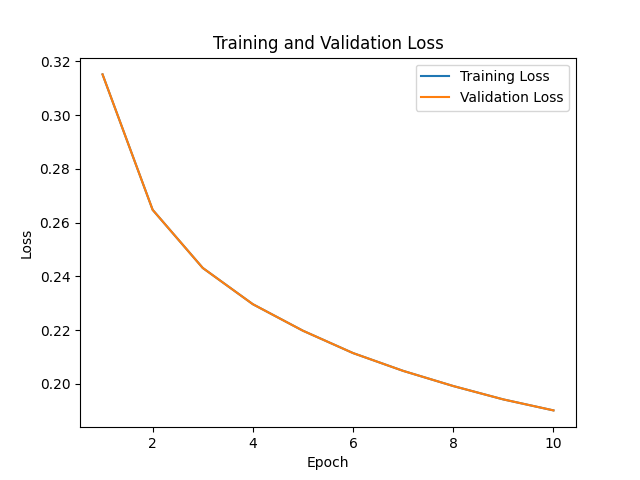 Training and Validation Loss
Training Loss
Validation Loss
0.32
0.30
0.28
0.26
0.24
0.22
0.20
Loss
2
4
6
8
10
Epoch